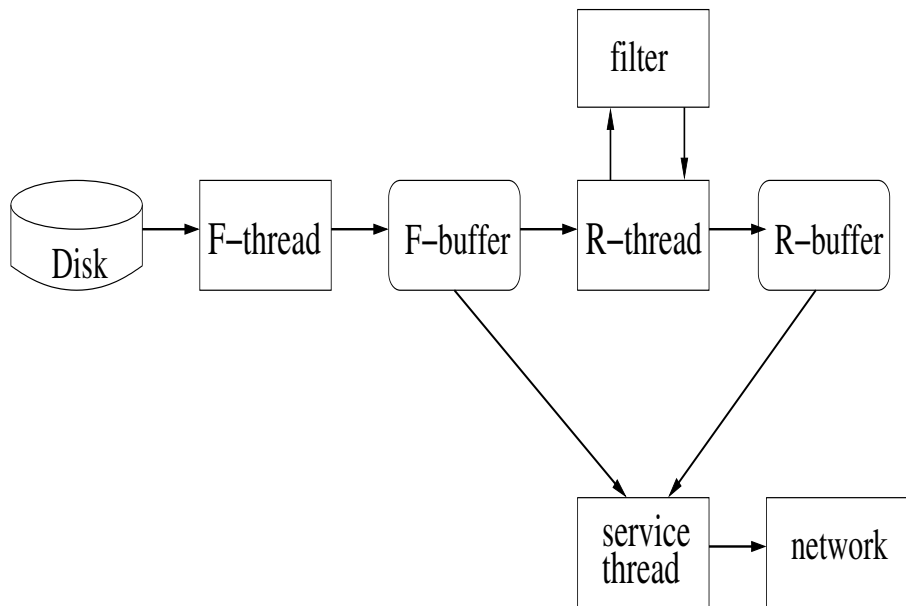 filter
Disk
F-thread
F-buffer
R-thread
R-buffer
service
thread
network